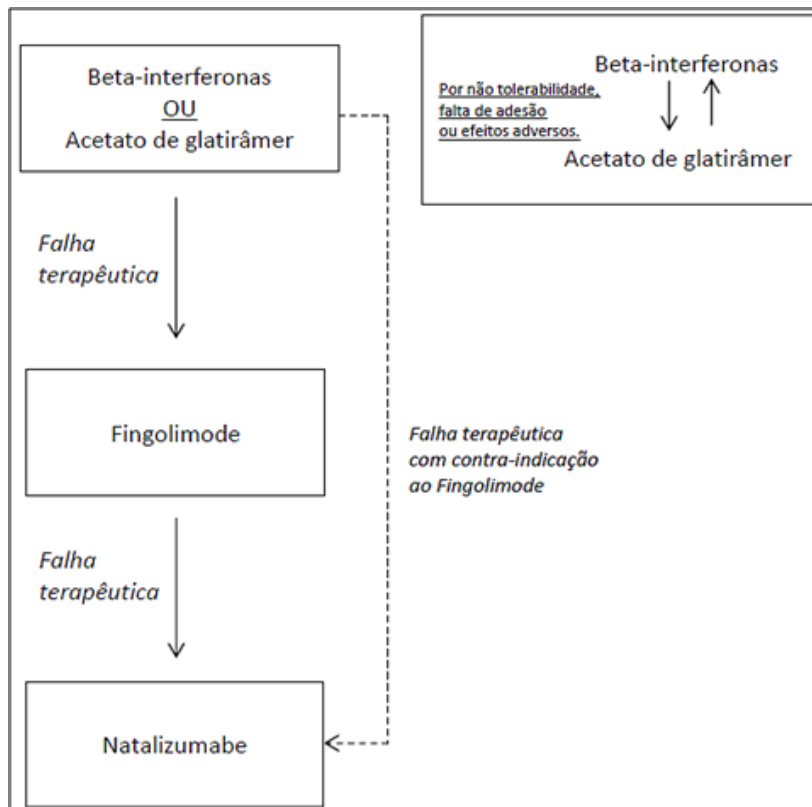 Beta-interferonas
OU
Acetato de glatirâmer
Falha
terapêutica
Fingolimode
Falha
terapêutica
Natalizumabe
Falha terapêutica
com contra-indicação
ao Fingolimode
Beta-interferonas
Por não tolerabilidade,
falta de adesão
ou efeitos adversos.
Acetato de glatirâmer